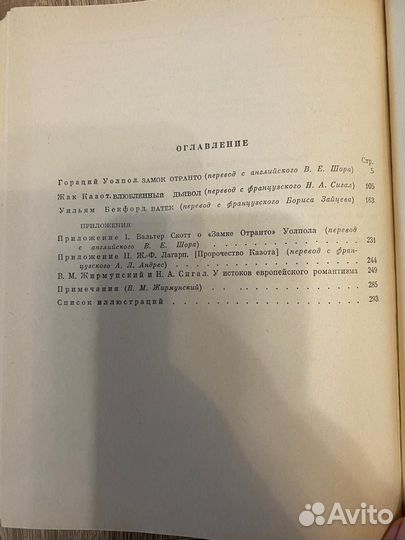 ОГЛАВЛЕНИЕ
Стр.
Гораций Уолпол. ЗАМОК ОТРАНТО (перевод с английского В. Е. Шора) 5
Жак Казот. ВЛЮБЛЕННЫЙ ДЬЯВОЛ (перевод с французского Н. А. Сигал) 105
Уильям Бекфорд. ВАТЕК (перевод с французского Бориса Зайцева) 163
ПРИЛОЖЕНИЯ:
Приложение I. Вальтер Скотт о «Замке Отранто» Уолпола (перевод
с английского В. Е. Шора) . . . . . . . . . . . . . . 231
Приложение II. Ж.-Ф. Лагарп. [Пророчество Казота] (перевод с фран-
цузского А. Л. Андрес) . . . . . . . . . . . . . . . 244
В. М. Жирмунский и Н. А. Сигал. У истоков европейского романтизма 249
Примечания (В. М. Жирмунский) . . . . . . . . . . . . 285
Список иллюстраций . . . . . . . . . . . . . . . . . 293
Avito